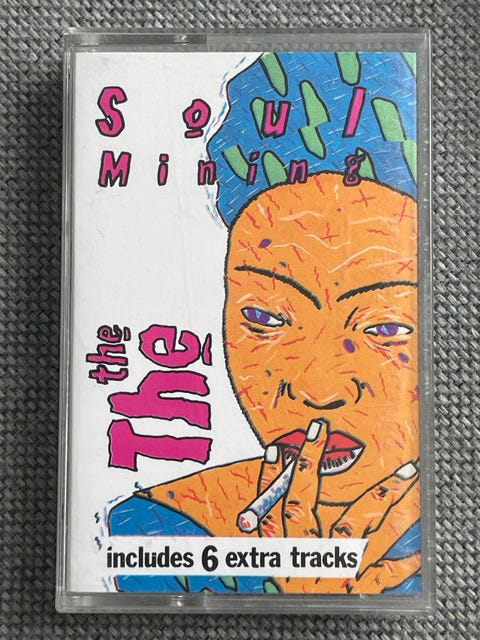 Soul
Mining
the
The
includes 6 extra tracks